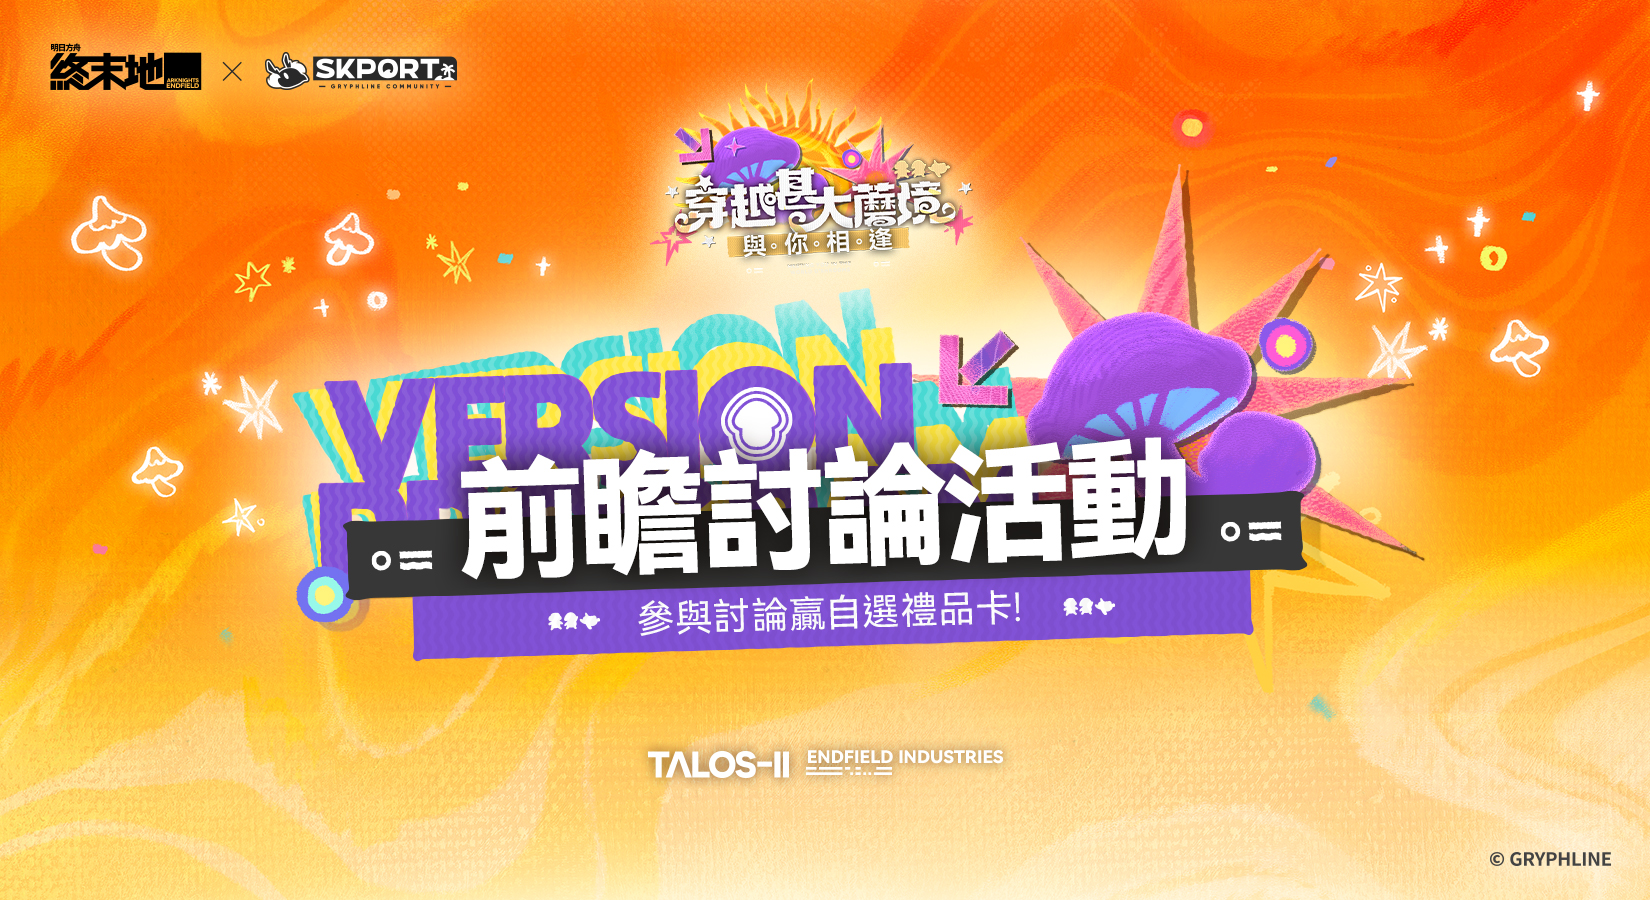 明日方舟
終末地
ARKNIGHTS
ENDFIELD
SKPORT
GRYPHLINE COMMUNITY
穿越甚大蘑境
與你相逢
VERSION
前瞻討論活動
參與討論贏自選禮品卡!
TALOS-II
ENDFIELD INDUSTRIES
© GRYPHLINE